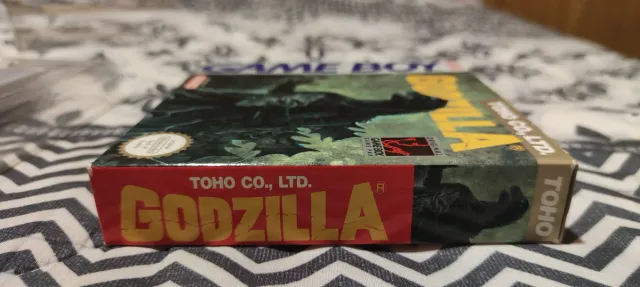 GAME BOY
GODZILLA
TOHO CO., LTD.
TOHO CO., LTD.
GODZILLA®
TOHO